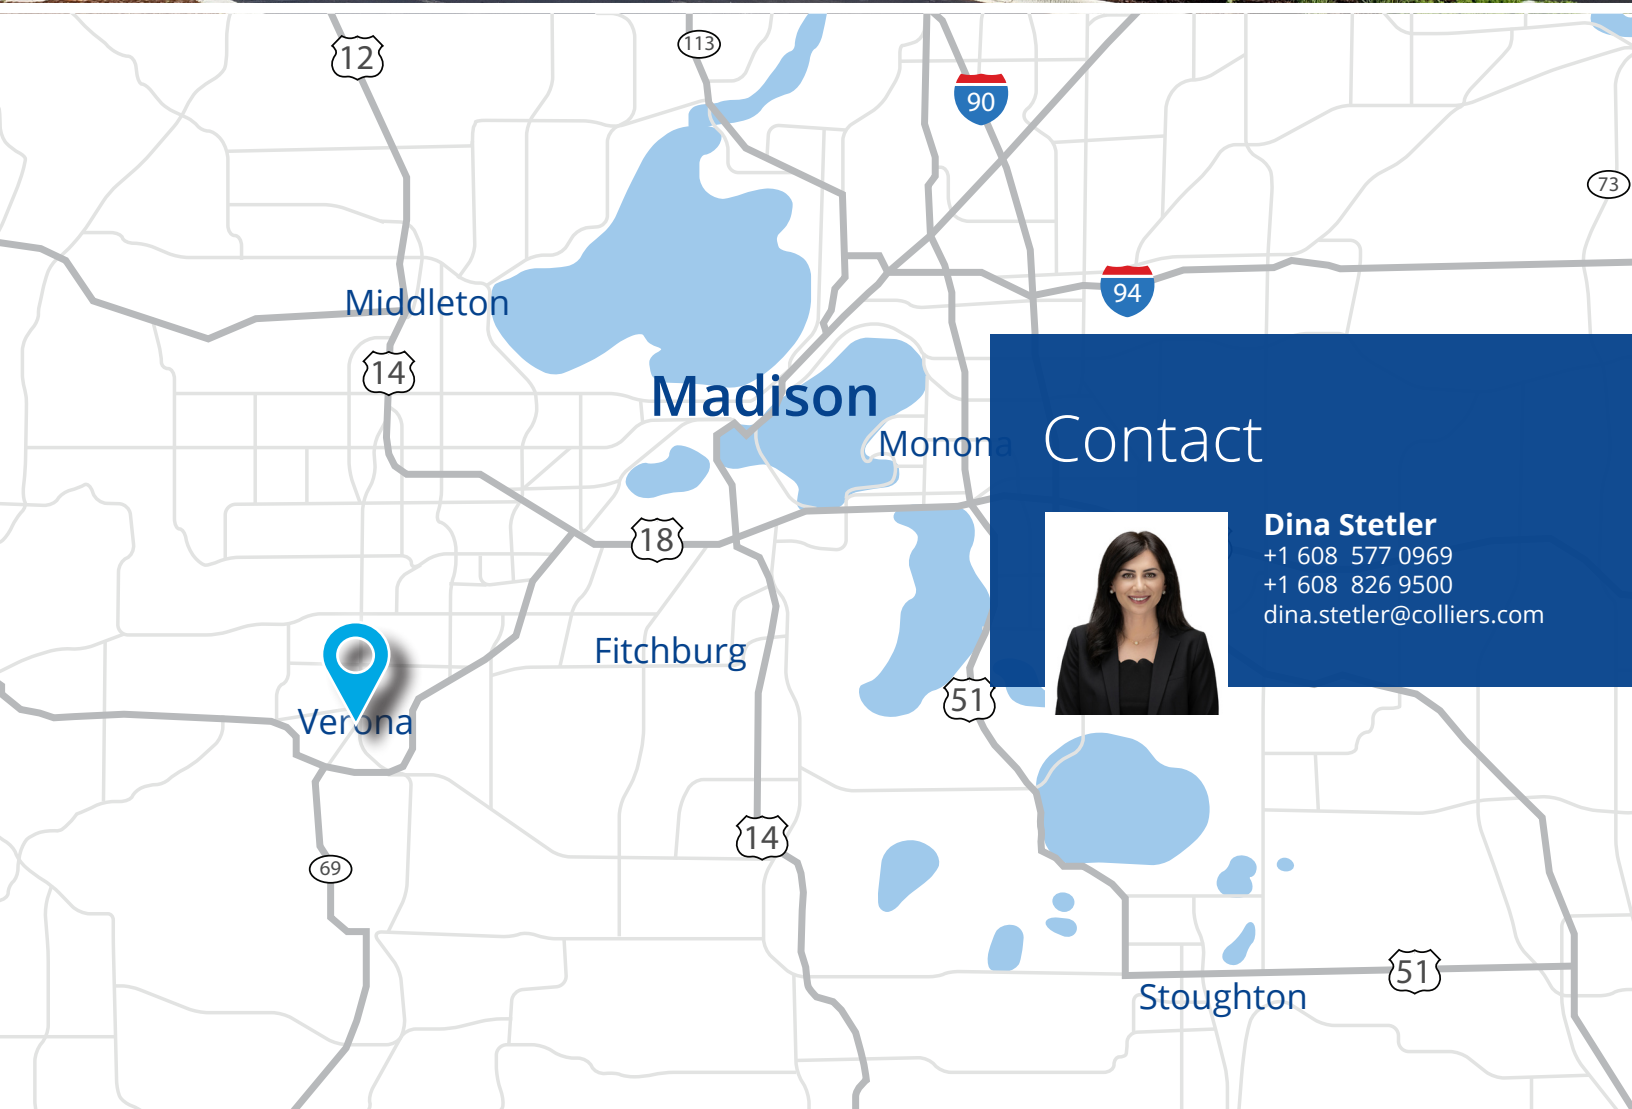 12
113
90
73
94
Middleton
14
Madison
Monona
Contact
18
Dina Stetler
+1 608 577 0969
+1 608 826 9500
dina.stetler@colliers.com
Fitchburg
51
Verona
14
69
51
Stoughton